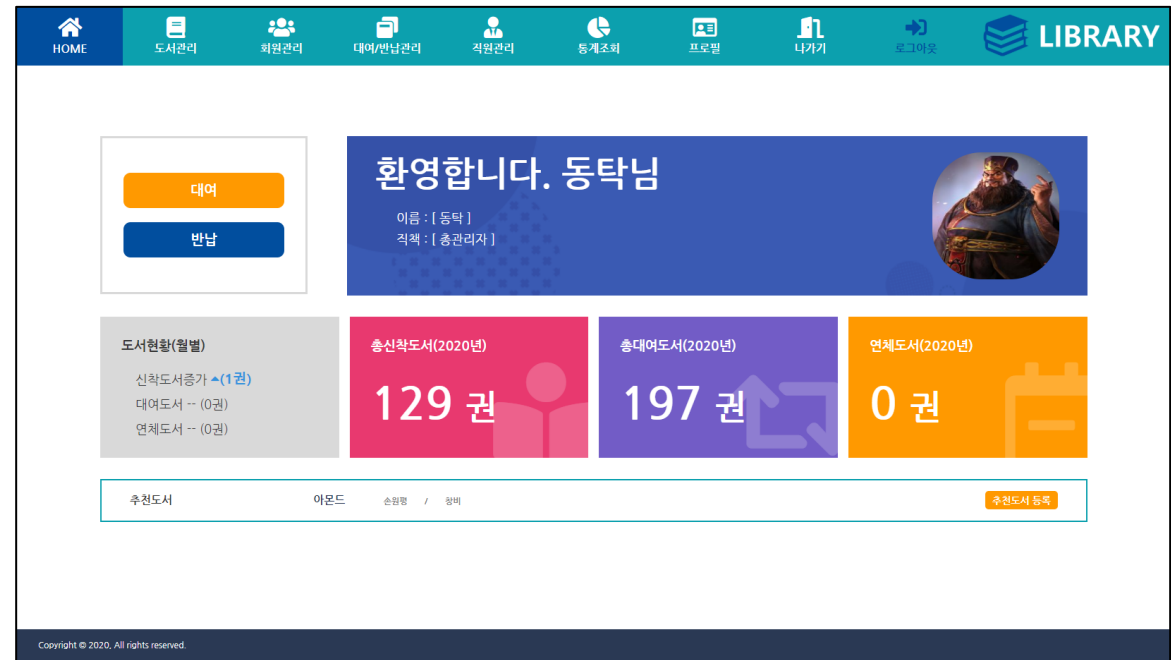 HOME 도서관리 회원관리 대여/반납관리 직원관리 통계조회 프로필 나가기 로그아웃 LIBRARY
대여
반납
환영합니다. 동탁님
이름 : [ 동탁 ]
직책 : [ 총관리자 ]
도서현황(월별)
신착도서증가 (1권)
대여도서 -- (0권)
연체도서 -- (0권)
총신착도서(2020년)
129 권
총대여도서(2020년)
197 권
연체도서(2020년)
0 권
추천도서 아몬드 손원평 / 창비 추천도서 등록
Copyright © 2020, All rights reserved.